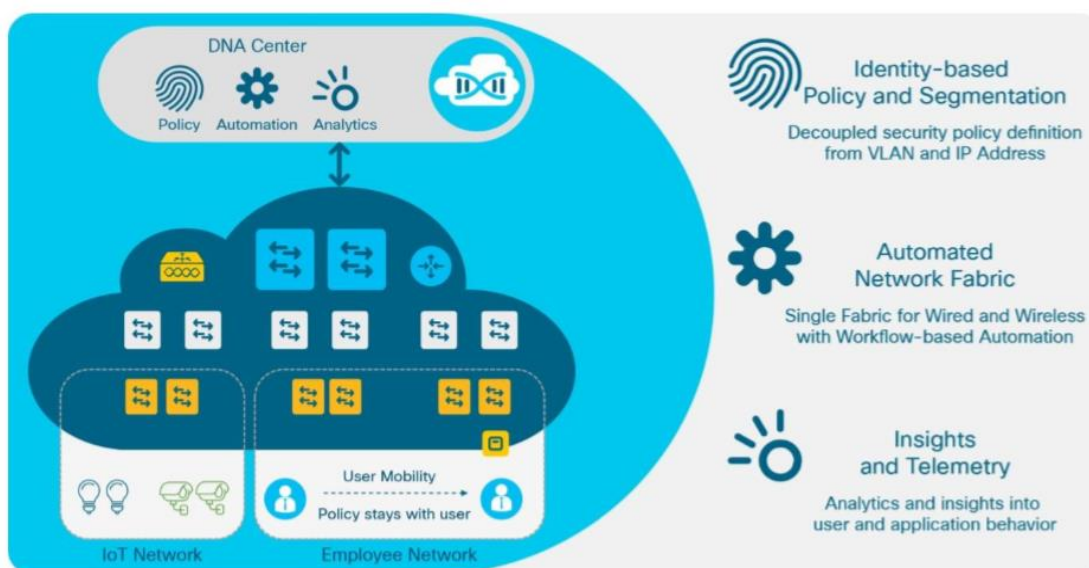 DNA Center
Policy Automation Analytics
User Mobility
Policy stays with user
IoT Network Employee Network
Identity-based
Policy and Segmentation
Decoupled security policy definition
from VLAN and IP Address
Automated
Network Fabric
Single Fabric for Wired and Wireless
with Workflow-based Automation
Insights
and Telemetry
Analytics and insights into
user and application behavior